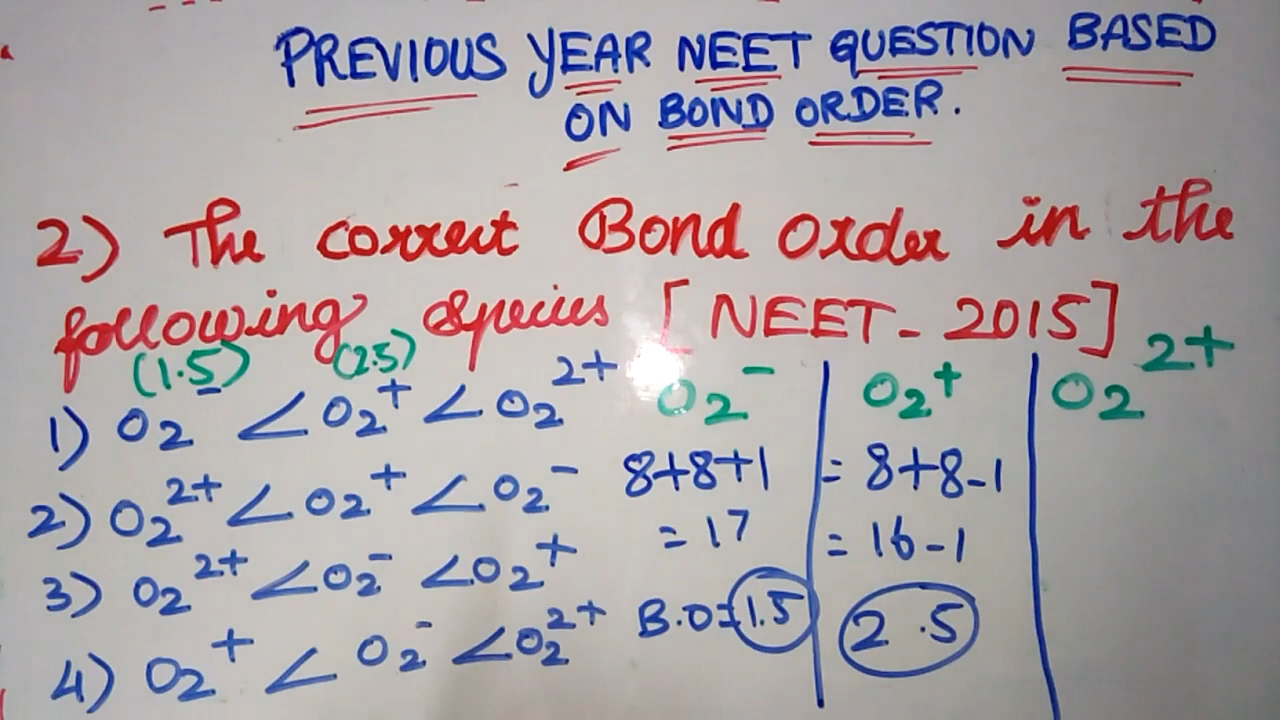 PREVIOUS YEAR NEET QUESTION BASED
ON BOND ORDER.
2) The correct Bond Order in the
following Species [NEET-2015]
(1.5) (2.5)
1) O₂⁻ < O₂⁺ < O₂²⁺
2) O₂²⁺ < O₂⁺ < O₂⁻
3) O₂²⁺ < O₂⁻ < O₂⁺
4) O₂⁺ < O₂⁻ < O₂²⁺
O₂⁻
8+8+1
= 17
B.O = 1.5
O₂⁺
= 8+8-1
= 16-1
2.5
O₂²⁺